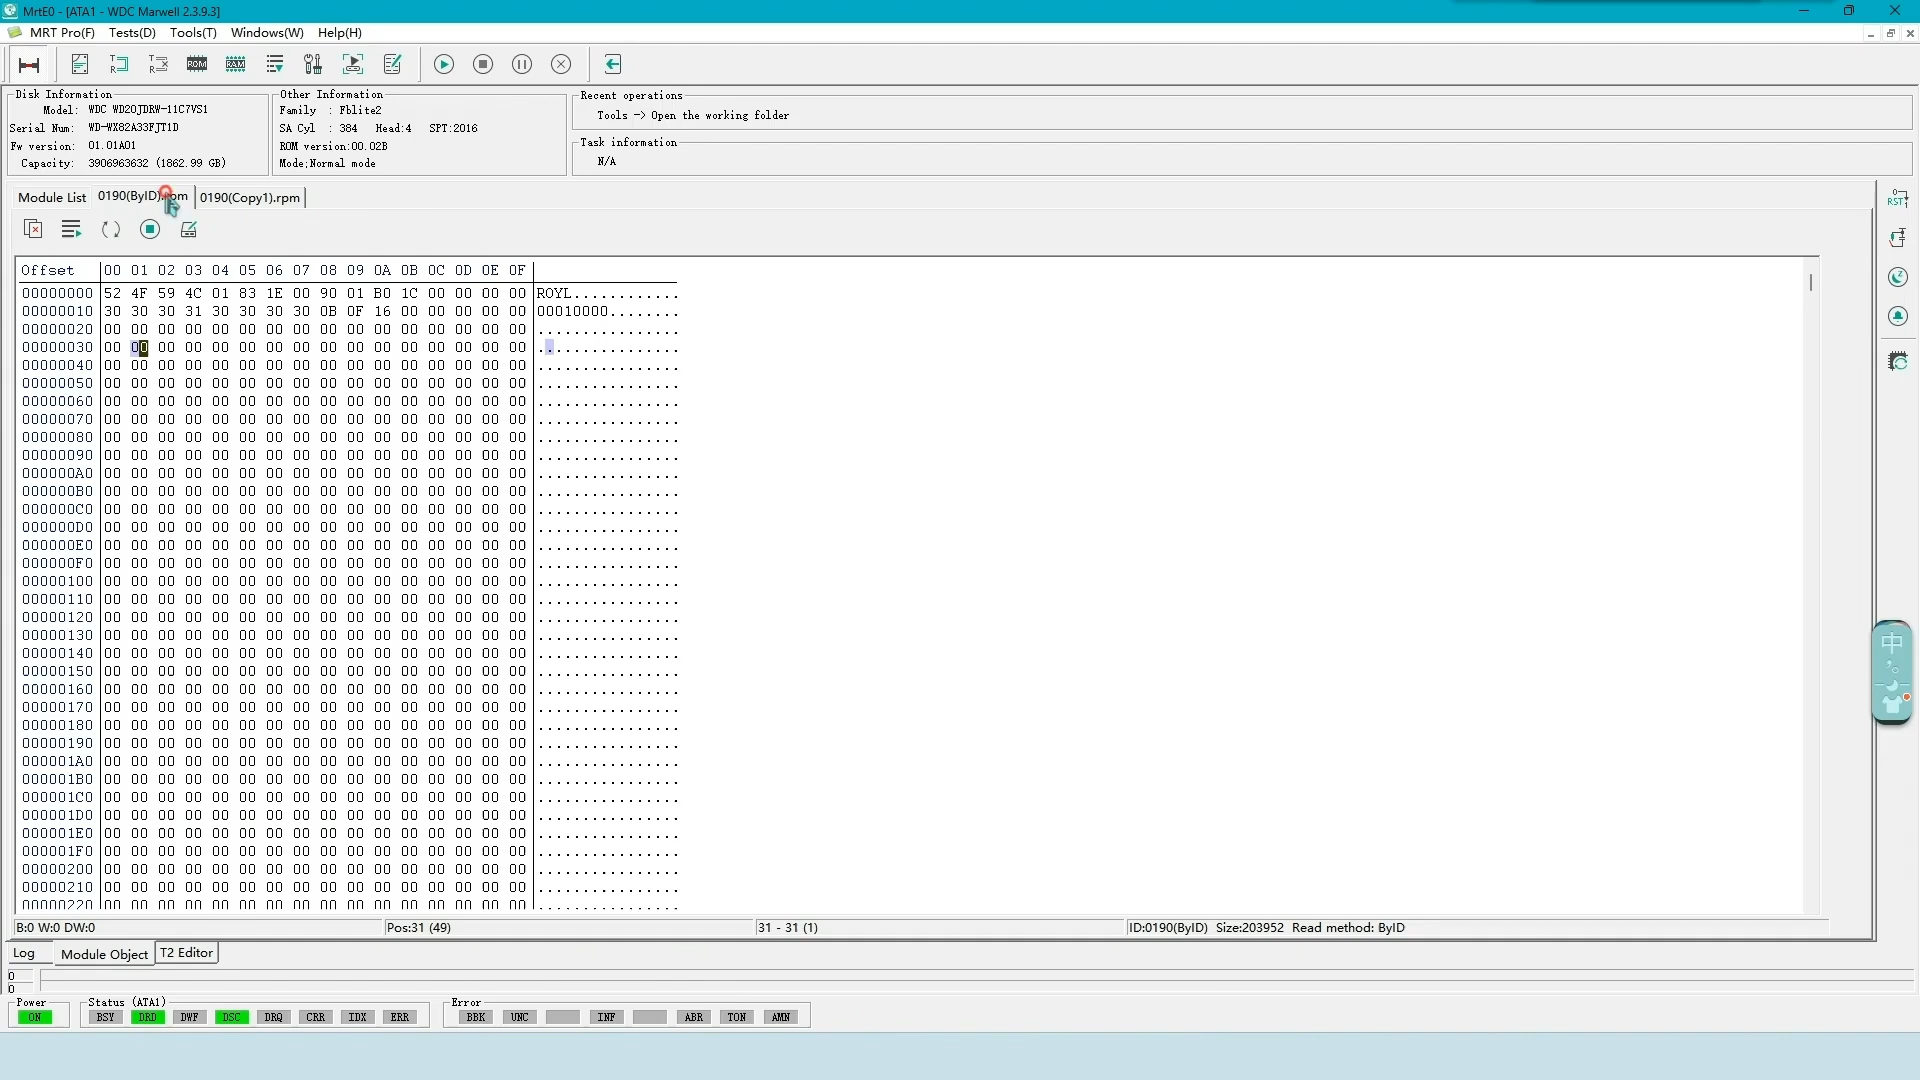 MrtE0 - [ATA1 - WDC Marwell 2.3.9.3]
MRT Pro(F) Tests(D) Tools(T) Windows(W) Help(H)
ROM RAM
Disk Information
Model: WDC WD20JDRW-11C7VS1
Serial Num: WD-WX82A33FJT1D
Fw version: 01.01A01
Capacity: 3906963632 (1862.99 GB)
Other Information
Family : Fblite2
SA Cyl : 384 Head:4 SPT:2016
ROM version:00.02B
Mode;Normal mode
Recent operations
Tools -> Open the working folder
Task information
N/A
Module List 0190(ByID).rpm 0190(Copy1).rpm
RST
Offset 00 01 02 03 04 05 06 07 08 09 0A 0B 0C 0D 0E 0F
00000000 52 4F 59 4C 01 83 1E 00 90 01 B0 1C 00 00 00 00 ROYL............
00000010 30 30 30 31 30 30 30 30 0B 0F 16 00 00 00 00 00 00010000........
00000020 00 00 00 00 00 00 00 00 00 00 00 00 00 00 00 00 ................
00000030 00 00 00 00 00 00 00 00 00 00 00 00 00 00 00 00 ................
00000040 00 00 00 00 00 00 00 00 00 00 00 00 00 00 00 00 ................
00000050 00 00 00 00 00 00 00 00 00 00 00 00 00 00 00 00 ................
00000060 00 00 00 00 00 00 00 00 00 00 00 00 00 00 00 00 ................
00000070 00 00 00 00 00 00 00 00 00 00 00 00 00 00 00 00 ................
00000080 00 00 00 00 00 00 00 00 00 00 00 00 00 00 00 00 ................
00000090 00 00 00 00 00 00 00 00 00 00 00 00 00 00 00 00 ................
000000A0 00 00 00 00 00 00 00 00 00 00 00 00 00 00 00 00 ................
000000B0 00 00 00 00 00 00 00 00 00 00 00 00 00 00 00 00 ................
000000C0 00 00 00 00 00 00 00 00 00 00 00 00 00 00 00 00 ................
000000D0 00 00 00 00 00 00 00 00 00 00 00 00 00 00 00 00 ................
000000E0 00 00 00 00 00 00 00 00 00 00 00 00 00 00 00 00 ................
000000F0 00 00 00 00 00 00 00 00 00 00 00 00 00 00 00 00 ................
00000100 00 00 00 00 00 00 00 00 00 00 00 00 00 00 00 00 ................
00000110 00 00 00 00 00 00 00 00 00 00 00 00 00 00 00 00 ................
00000120 00 00 00 00 00 00 00 00 00 00 00 00 00 00 00 00 ................
00000130 00 00 00 00 00 00 00 00 00 00 00 00 00 00 00 00 ................
00000140 00 00 00 00 00 00 00 00 00 00 00 00 00 00 00 00 ................
00000150 00 00 00 00 00 00 00 00 00 00 00 00 00 00 00 00 ................
00000160 00 00 00 00 00 00 00 00 00 00 00 00 00 00 00 00 ................
00000170 00 00 00 00 00 00 00 00 00 00 00 00 00 00 00 00 ................
00000180 00 00 00 00 00 00 00 00 00 00 00 00 00 00 00 00 ................
00000190 00 00 00 00 00 00 00 00 00 00 00 00 00 00 00 00 ................
000001A0 00 00 00 00 00 00 00 00 00 00 00 00 00 00 00 00 ................
000001B0 00 00 00 00 00 00 00 00 00 00 00 00 00 00 00 00 ................
000001C0 00 00 00 00 00 00 00 00 00 00 00 00 00 00 00 00 ................
000001D0 00 00 00 00 00 00 00 00 00 00 00 00 00 00 00 00 ................
000001E0 00 00 00 00 00 00 00 00 00 00 00 00 00 00 00 00 ................
000001F0 00 00 00 00 00 00 00 00 00 00 00 00 00 00 00 00 ................
00000200 00 00 00 00 00 00 00 00 00 00 00 00 00 00 00 00 ................
00000210 00 00 00 00 00 00 00 00 00 00 00 00 00 00 00 00 ................
00000220 00 00 00 00 00 00 00 00 00 00 00 00 00 00 00 00 ................
中
B:0 W:0 DW:0 Pos:31 (49) 31 - 31 (1) ID:0190(ByID) Size:203952 Read method: ByID
Log Module Object T2 Editor
0
0
Power Status (ATA1) Error
ON BSY DRD DWF DSC DRQ CRR IDX ERR BBK UNC INF ABR TON AMN